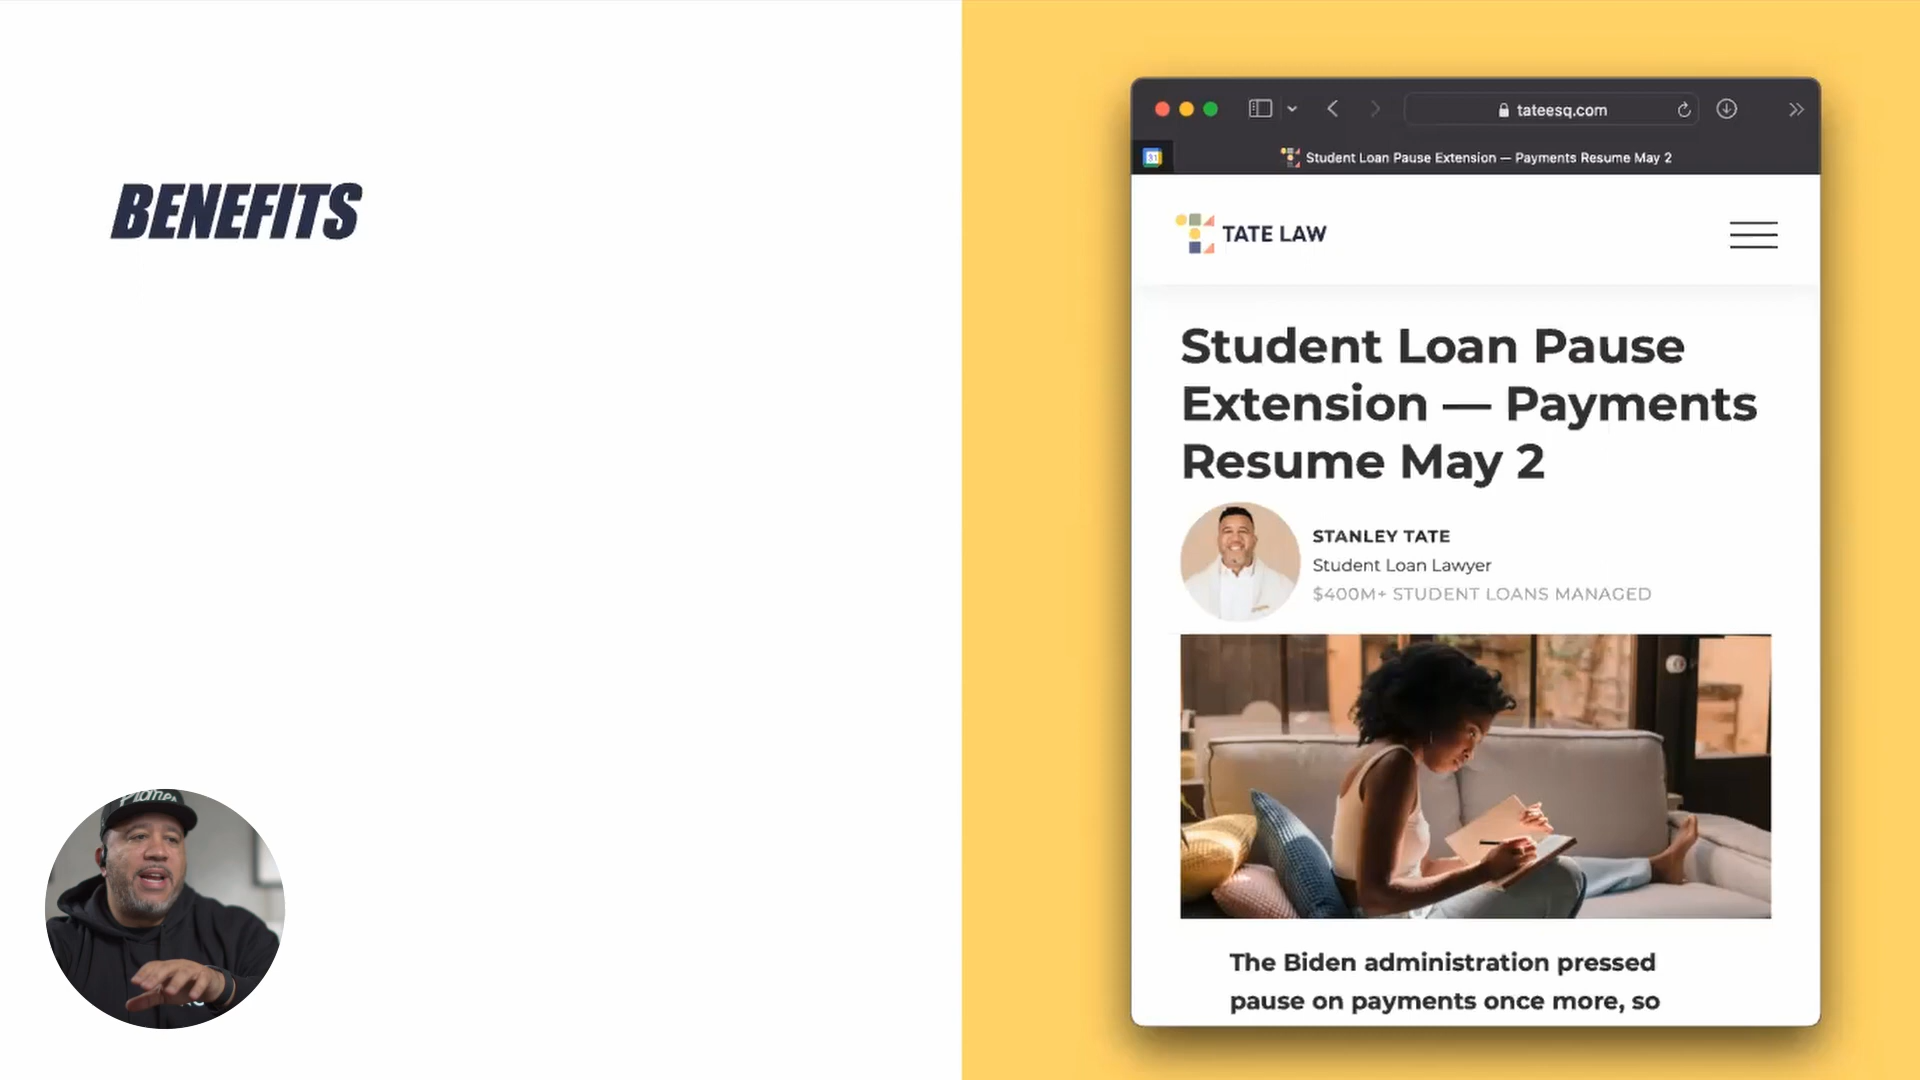 BENEFITS
tateesq.com
31
Student Loan Pause Extension — Payments Resume May 2
TATE LAW
Student Loan Pause
Extension — Payments
Resume May 2
STANLEY TATE
Student Loan Lawyer
$400M+ STUDENT LOANS MANAGED
The Biden administration pressed
pause on payments once more, so